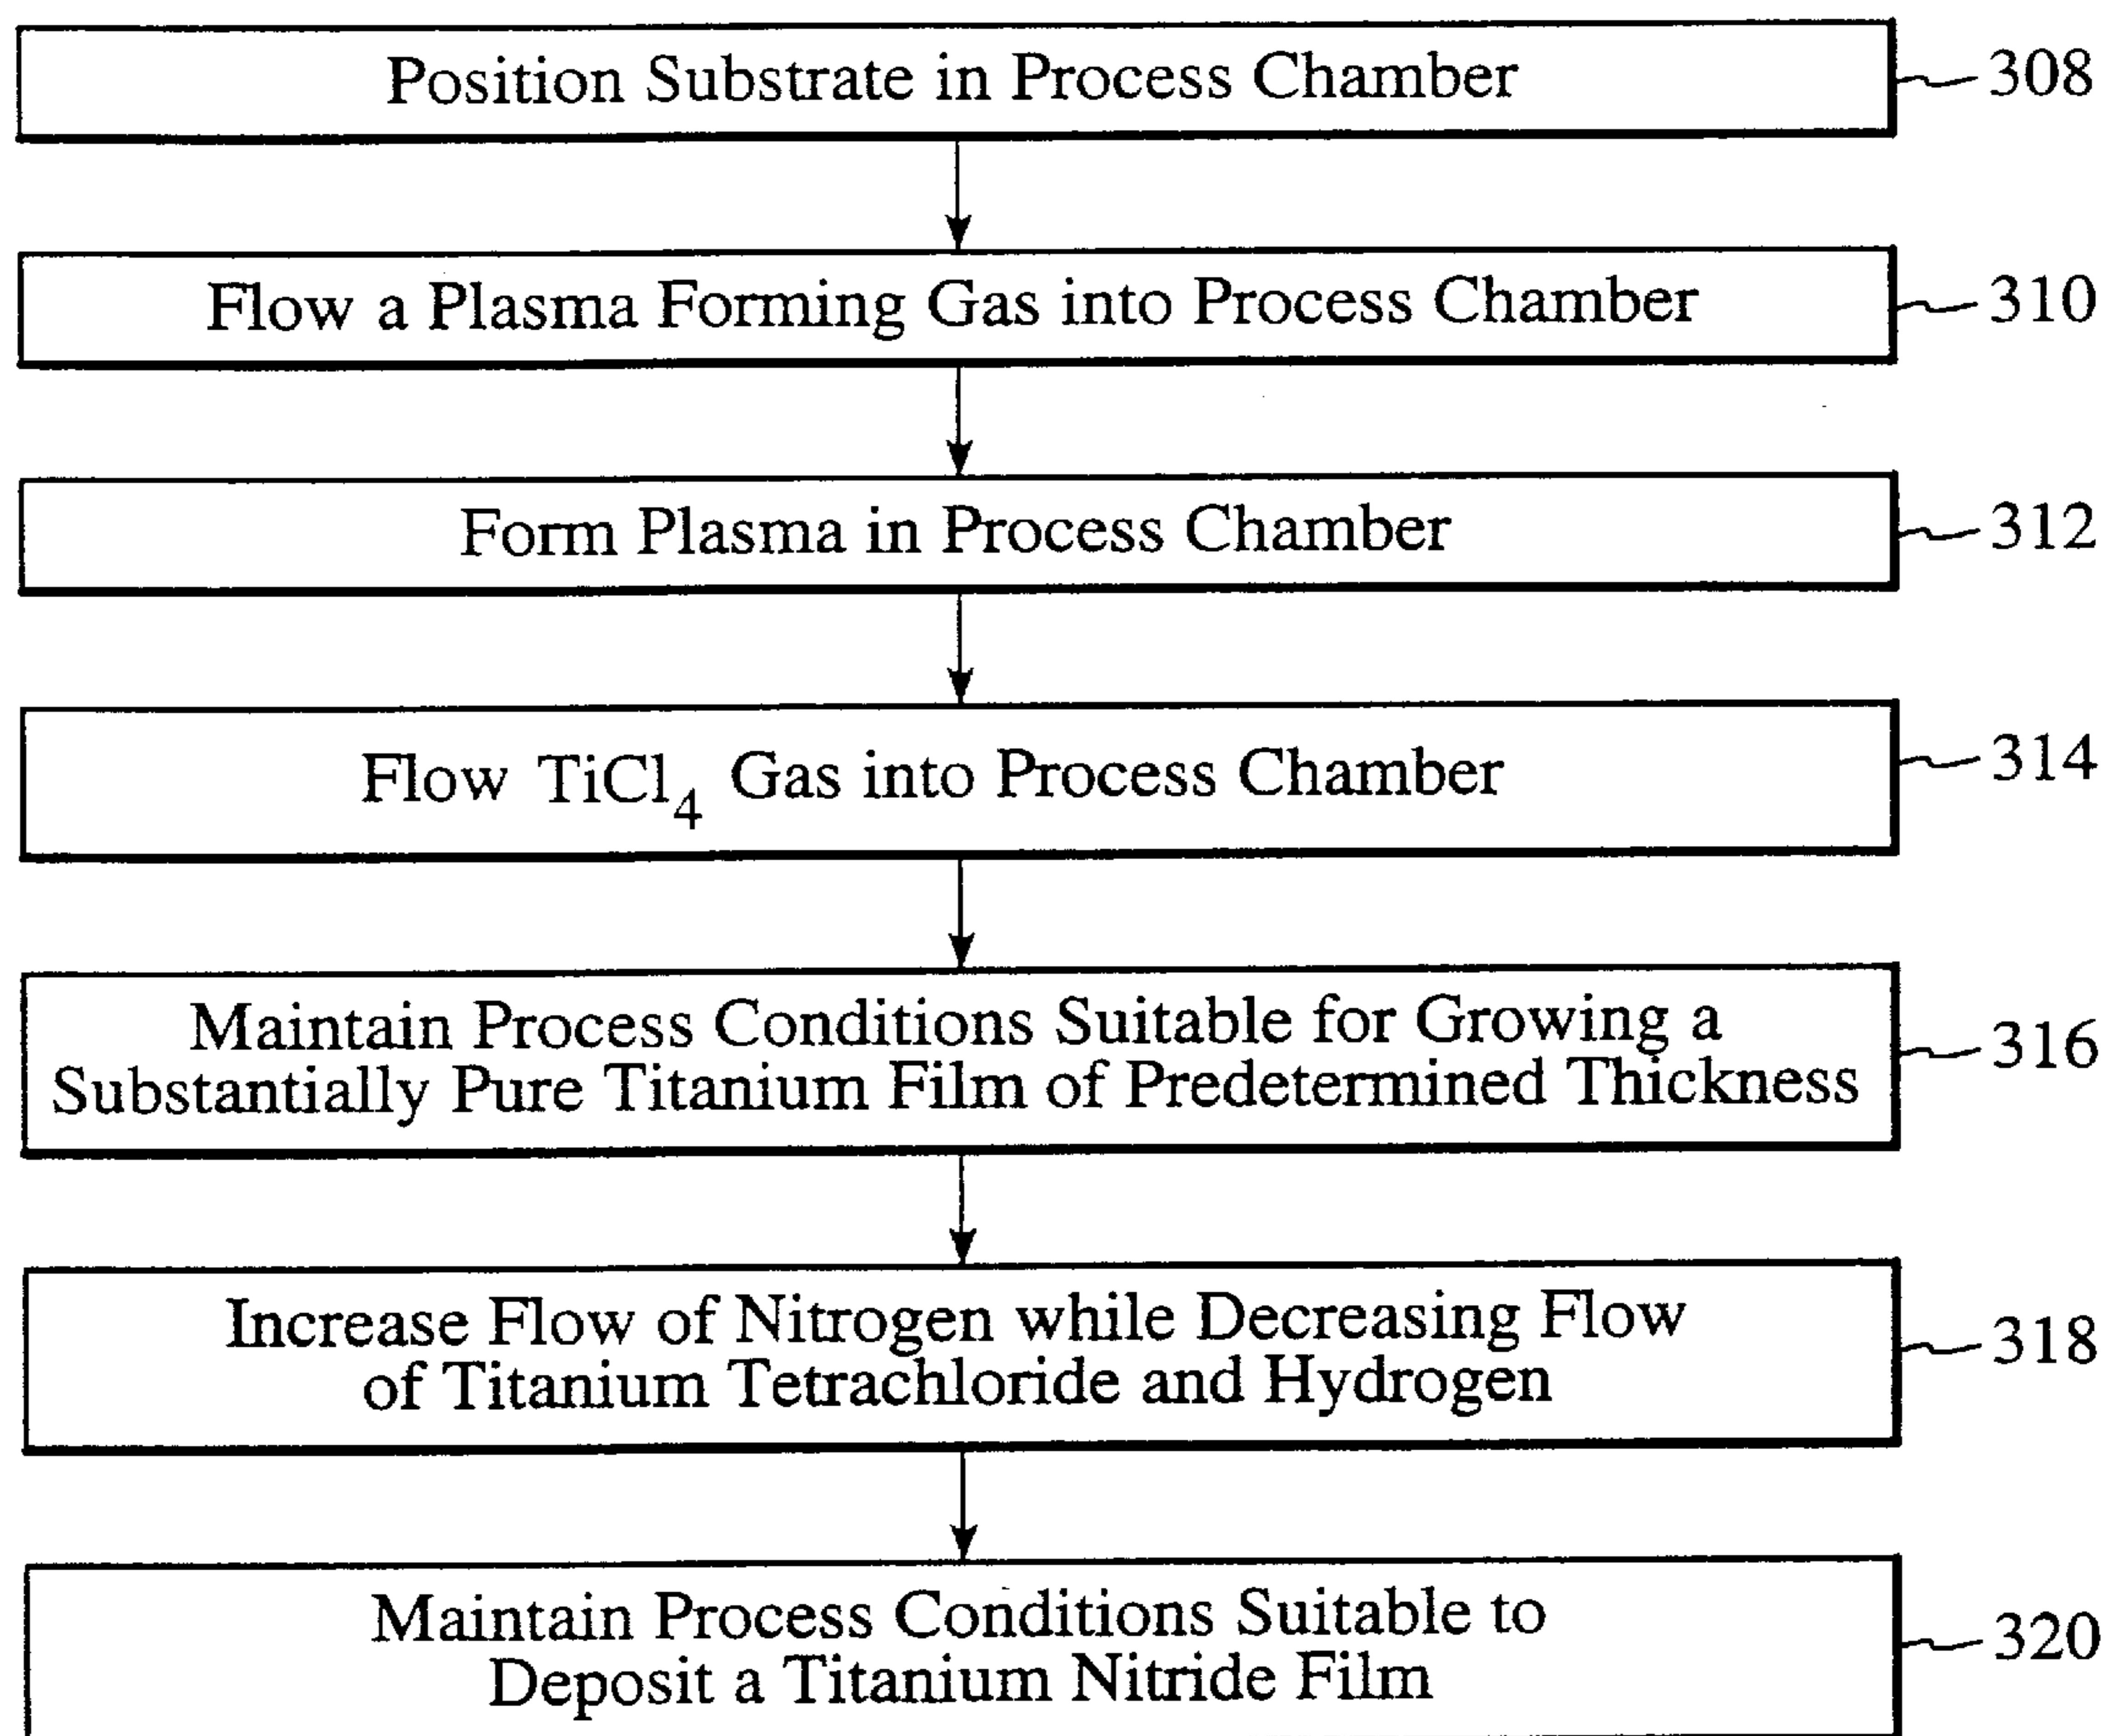 Position Substrate in Process Chamber
308
Flow a Plasma Forming Gas into Process Chamber
310
Form Plasma in Process Chamber
312
Flow TiCl₄ Gas into Process Chamber
314
Maintain Process Conditions Suitable for Growing a
Substantially Pure Titanium Film of Predetermined Thickness
316
Increase Flow of Nitrogen while Decreasing Flow
of Titanium Tetrachloride and Hydrogen
318
Maintain Process Conditions Suitable to
Deposit a Titanium Nitride Film
320